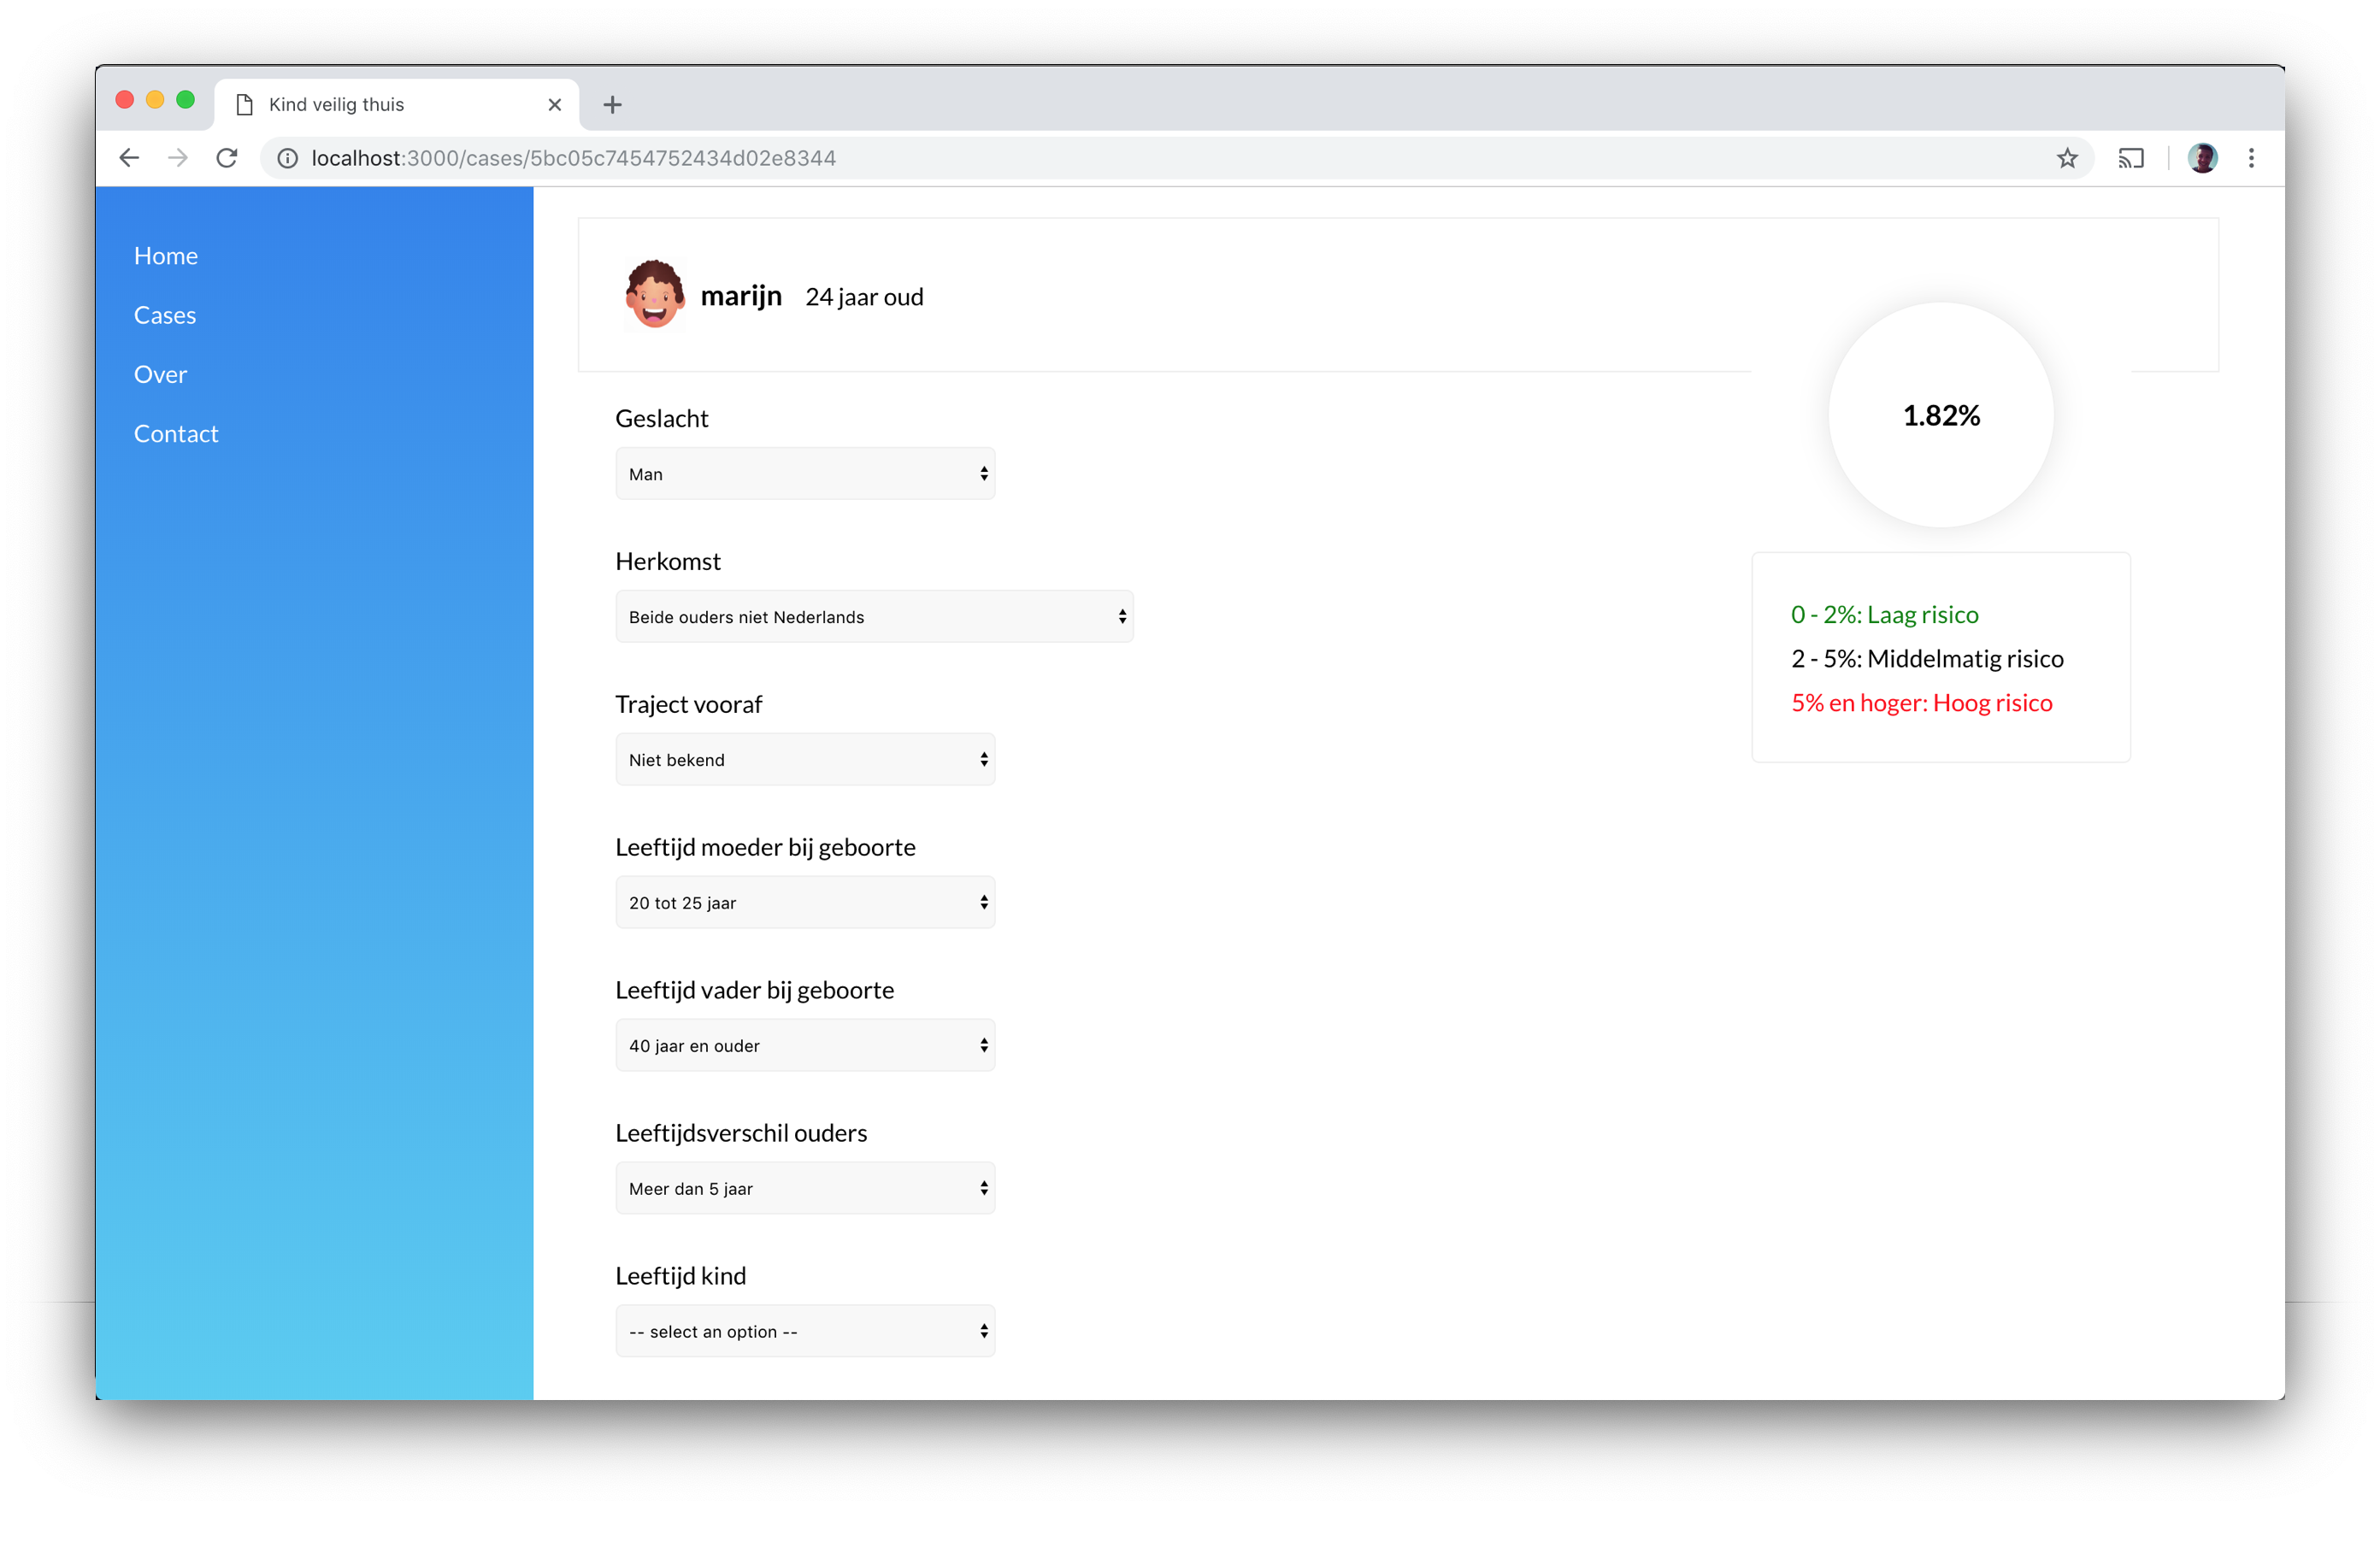 Kind veilig thuis
localhost:3000/cases/5bc05c7454752434d02e8344
Home
Cases
Over
Contact
marijn 24 jaar oud
1.82%
0 - 2%: Laag risico
2 - 5%: Middelmatig risico
5% en hoger: Hoog risico
Geslacht
Man
Herkomst
Beide ouders niet Nederlands
Traject vooraf
Niet bekend
Leeftijd moeder bij geboorte
20 tot 25 jaar
Leeftijd vader bij geboorte
40 jaar en ouder
Leeftijdsverschil ouders
Meer dan 5 jaar
Leeftijd kind
-- select an option --